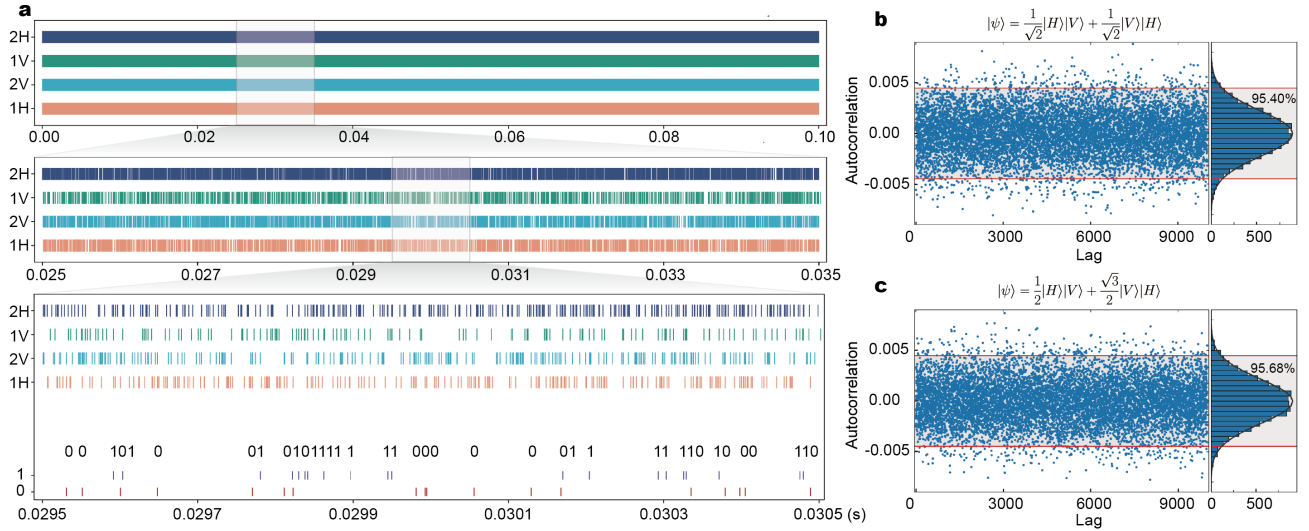 a
2H
1V
2V
1H
0.00 0.02 0.04 0.06 0.08 0.10
2H
1V
2V
1H
0.025 0.027 0.029 0.031 0.033 0.035
2H
1V
2V
1H
0 0 101 0 01 010111111 1 11 000 0 0 01 1 11 110 10 00 110
1
0
0.0295 0.0297 0.0299 0.0301 0.0303 0.0305 (s)
b
|ψ⟩ = 1/√2 |H⟩|V⟩ + 1/√2 |V⟩|H⟩
Autocorrelation
0.005
0.00
-0.005
95.40%
0 3000 6000 9000 0 500
Lag
c
|ψ⟩ = 1/2 |H⟩|V⟩ + √3/2 |V⟩|H⟩
Autocorrelation
0.005
0.00
-0.005
95.68%
0 3000 6000 9000 0 500
Lag